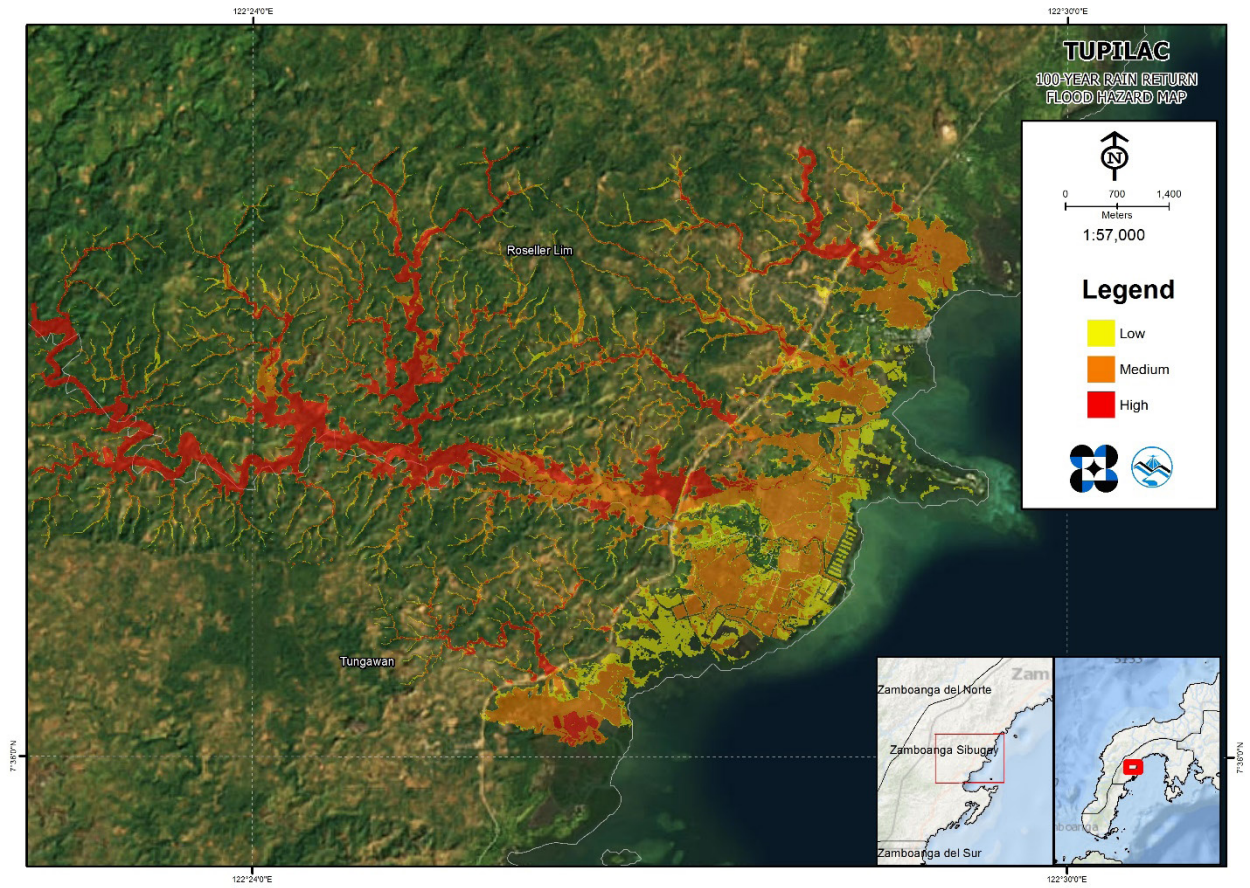 122°24'0"E
122°30'0"E
TUPILAC
100-YEAR RAIN RETURN
FLOOD HAZARD MAP
N
0 700 1,400
Meters
1:57,000
Legend
Low
Medium
High
Roseller Lim
Tungawan
7°36'0"N
7°36'0"N
Zam
Zamboanga del Norte
Zamboanga Sibugay
Zamboanga del Sur
boanga
122°24'0"E
122°30'0"E